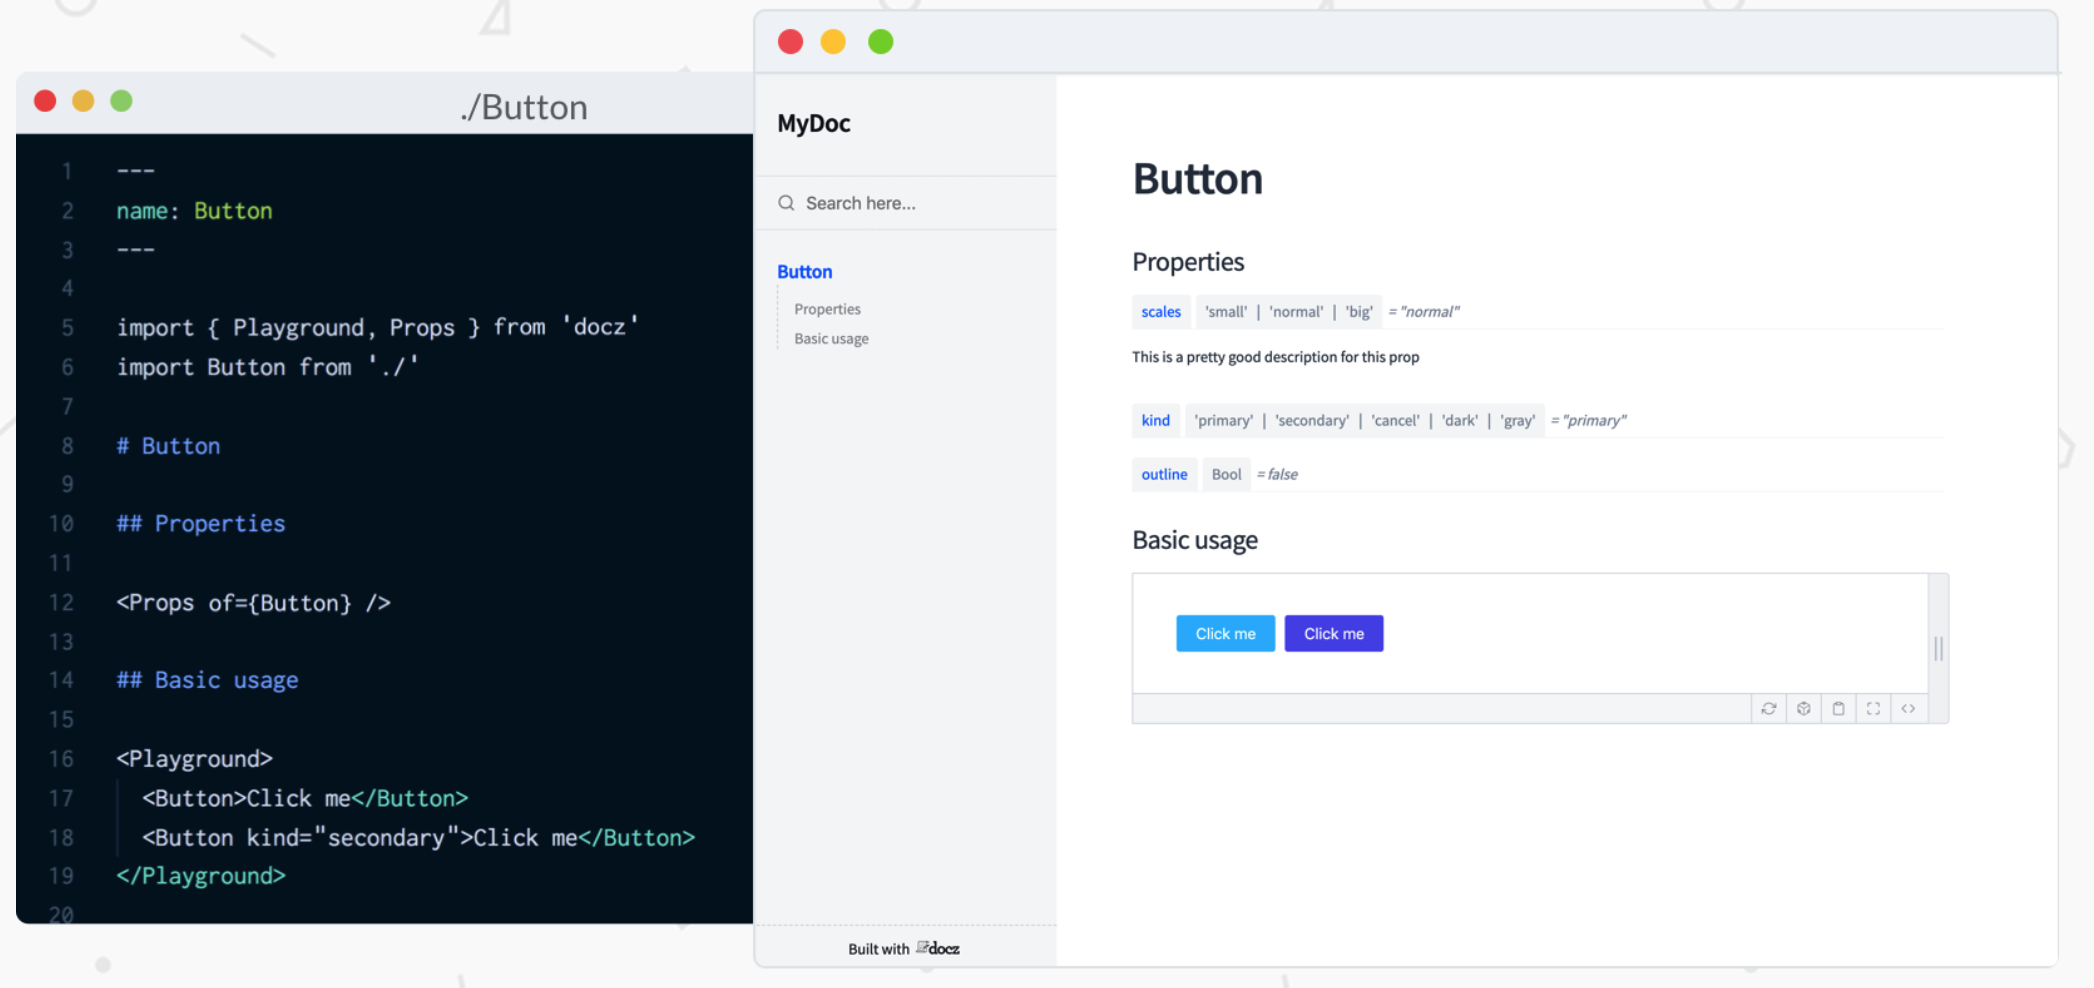 ./Button
1 ---
2 name: Button
3 ---
4
5 import { Playground, Props } from 'docz'
6 import Button from './'
7
8 # Button
9
10 ## Properties
11
12 <Props of={Button} />
13
14 ## Basic usage
15
16 <Playground>
17 <Button>Click me</Button>
18 <Button kind="secondary">Click me</Button>
19 </Playground>
20
MyDoc
Search here...
Button
Properties
Basic usage
Built with docz
Button
Properties
scales 'small' | 'normal' | 'big' = "normal"
This is a pretty good description for this prop
kind 'primary' | 'secondary' | 'cancel' | 'dark' | 'gray' = "primary"
outline Bool = false
Basic usage
Click me Click me